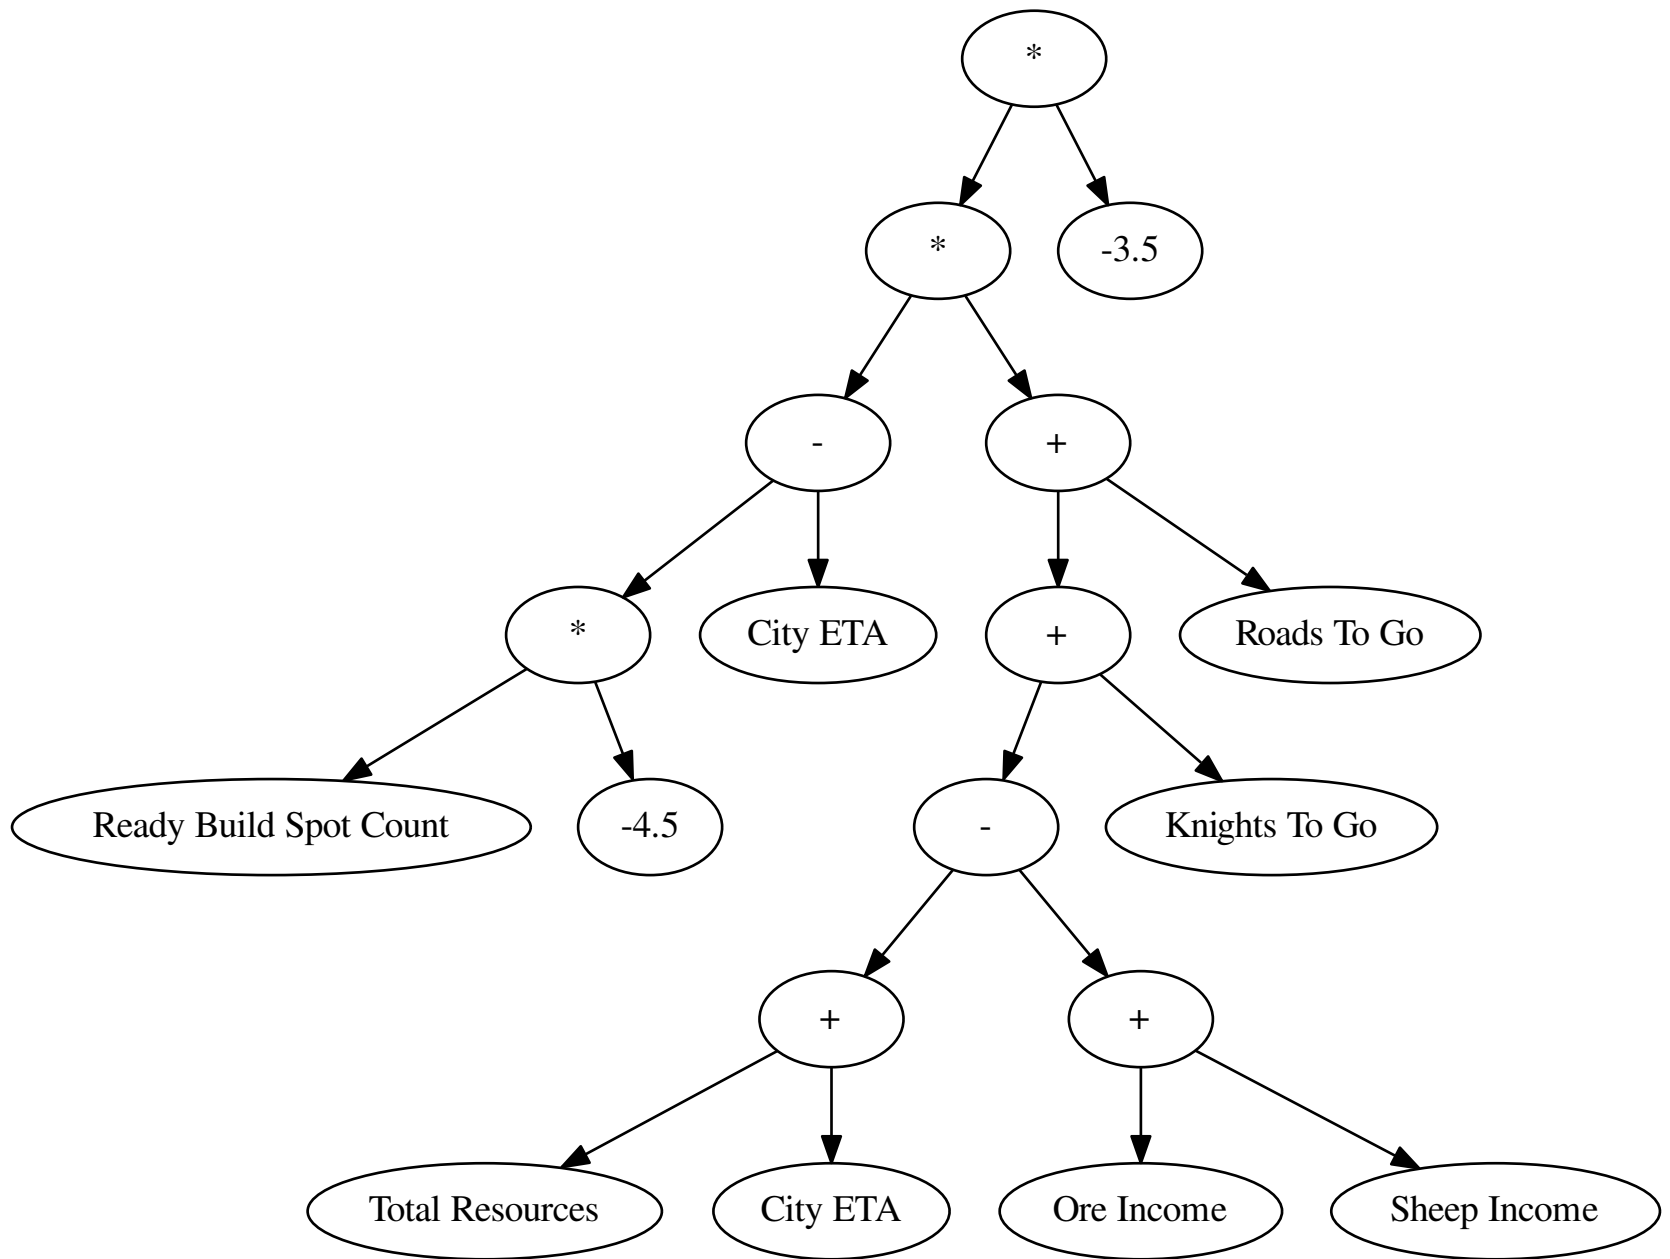 *
*
-3.5
-
+
*
City ETA
+
Roads To Go
Ready Build Spot Count
-4.5
-
Knights To Go
+
+
Total Resources
City ETA
Ore Income
Sheep Income